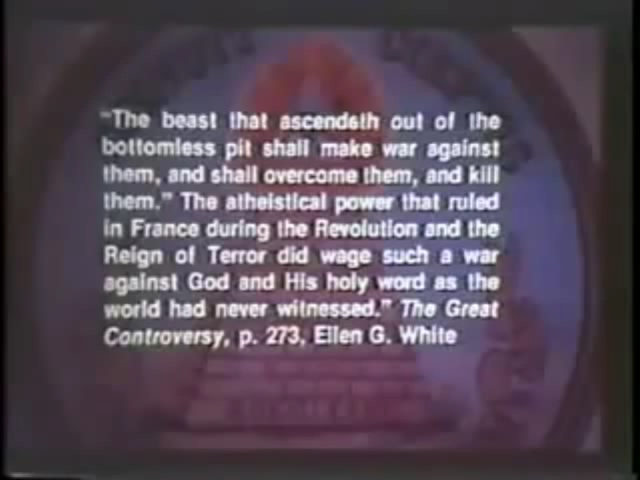 "The beast that ascendeth out of the
bottomless pit shall make war against
them, and shall overcome them, and kill
them." The atheistical power that ruled
in France during the Revolution and the
Reign of Terror did wage such a war
against God and His holy word as the
world had never witnessed." The Great
Controversy, p. 273, Ellen G. White